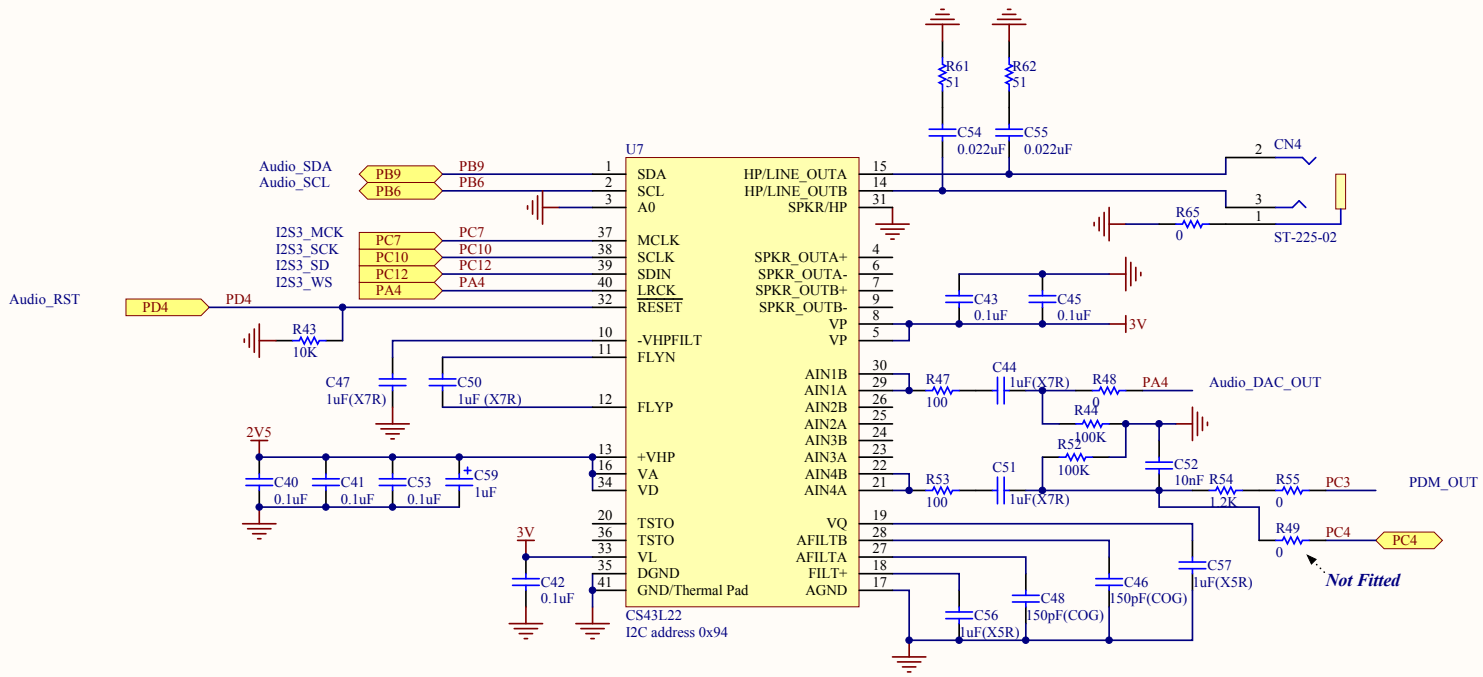 R61
51
R62
51
C54
0.022uF
C55
0.022uF
U7
Audio_SDA
Audio_SCL
PB9
PB6
PB9
PB6
1
2
3
SDA
SCL
A0
I2S3_MCK
I2S3_SCK
I2S3_SD
I2S3_WS
PC7
PC10
PC12
PA4
PC7
PC10
PC12
PA4
37
38
39
40
32
MCLK
SCLK
SDIN
LRCK
RESET
Audio_RST
PD4
PD4
R43
10K
10
11
12
-VHPFILT
FLYN
FLYP
C47
1uF(X7R)
C50
1uF (X7R)
2V5
C40
0.1uF
C41
0.1uF
C53
0.1uF
+
C59
1uF
13
16
34
+VHP
VA
VD
20
36
33
35
41
TSTO
TSTO
VL
DGND
GND/Thermal Pad
3V
C42
0.1uF
CS43L22
I2C address 0x94
HP/LINE_OUTA
HP/LINE_OUTB
SPKR/HP
15
14
31
SPKR_OUTA+
SPKR_OUTA-
SPKR_OUTB+
SPKR_OUTB-
VP
VP
4
6
7
9
8
5
CN4
2
3
1
R65
0
ST-225-02
C43
0.1uF
C45
0.1uF
3V
AIN1B
AIN1A
AIN2B
AIN2A
AIN3B
AIN3A
AIN4B
AIN4A
30
29
26
25
24
23
22
21
R47
100
C44
1uF(X7R)
R48
0
PA4
Audio_DAC_OUT
R44
100K
R52
100K
R53
100
C51
1uF(X7R)
C52
10nF
R54
1.2K
R55
0
PC3
PDM_OUT
R49
0
PC4
PC4
Not Fitted
VQ
AFILTB
AFILTA
FILT+
AGND
19
28
27
18
17
C56
1uF(X5R)
C48
150pF(COG)
C46
150pF(COG)
C57
1uF(X5R)